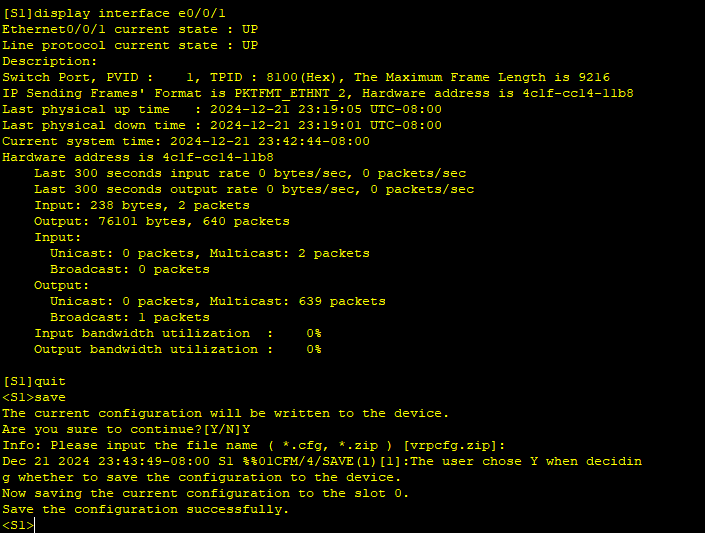 [S1]display interface e0/0/1
Ethernet0/0/1 current state : UP
Line protocol current state : UP
Description:
Switch Port, PVID :    1, TPID : 8100(Hex), The Maximum Frame Length is 9216
IP Sending Frames' Format is PKTFMT_ETHNT_2, Hardware address is 4c1f-cc14-11b8
Last physical up time   : 2024-12-21 23:19:05 UTC-08:00
Last physical down time : 2024-12-21 23:19:01 UTC-08:00
Current system time: 2024-12-21 23:42:44-08:00
Hardware address is 4c1f-cc14-11b8
    Last 300 seconds input rate 0 bytes/sec, 0 packets/sec
    Last 300 seconds output rate 0 bytes/sec, 0 packets/sec
    Input: 238 bytes, 2 packets
    Output: 76101 bytes, 640 packets
    Input:
      Unicast: 0 packets, Multicast: 2 packets
      Broadcast: 0 packets
    Output:
      Unicast: 0 packets, Multicast: 639 packets
      Broadcast: 1 packets
    Input bandwidth utilization  :    0%
    Output bandwidth utilization :    0%

[S1]quit
<S1>save
The current configuration will be written to the device.
Are you sure to continue?[Y/N]Y
Info: Please input the file name ( *.cfg, *.zip ) [vrpcfg.zip]:
Dec 21 2024 23:43:49-08:00 S1 %%01CFM/4/SAVE(l)[1]:The user chose Y when decidin
g whether to save the configuration to the device.
Now saving the current configuration to the slot 0.
Save the configuration successfully.
<S1>